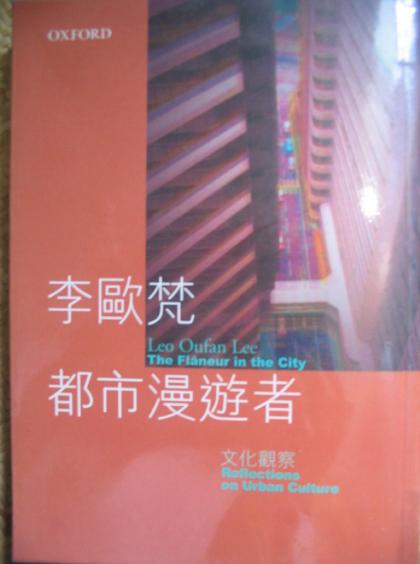 OXFORD
李歐梵
Leo Oufan Lee
The Flâneur in the City
都市漫遊者
文化觀察
Reflections
on Urban Culture